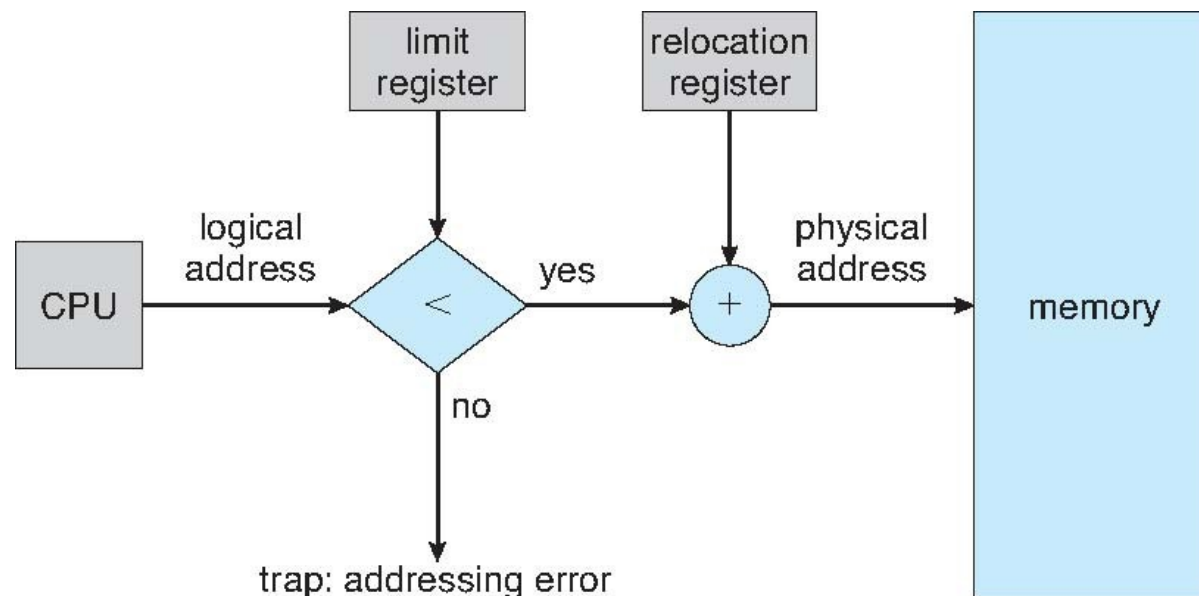 limit
register
relocation
register
logical
address
physical
address
CPU
<
yes
+
memory
no
trap: addressing error